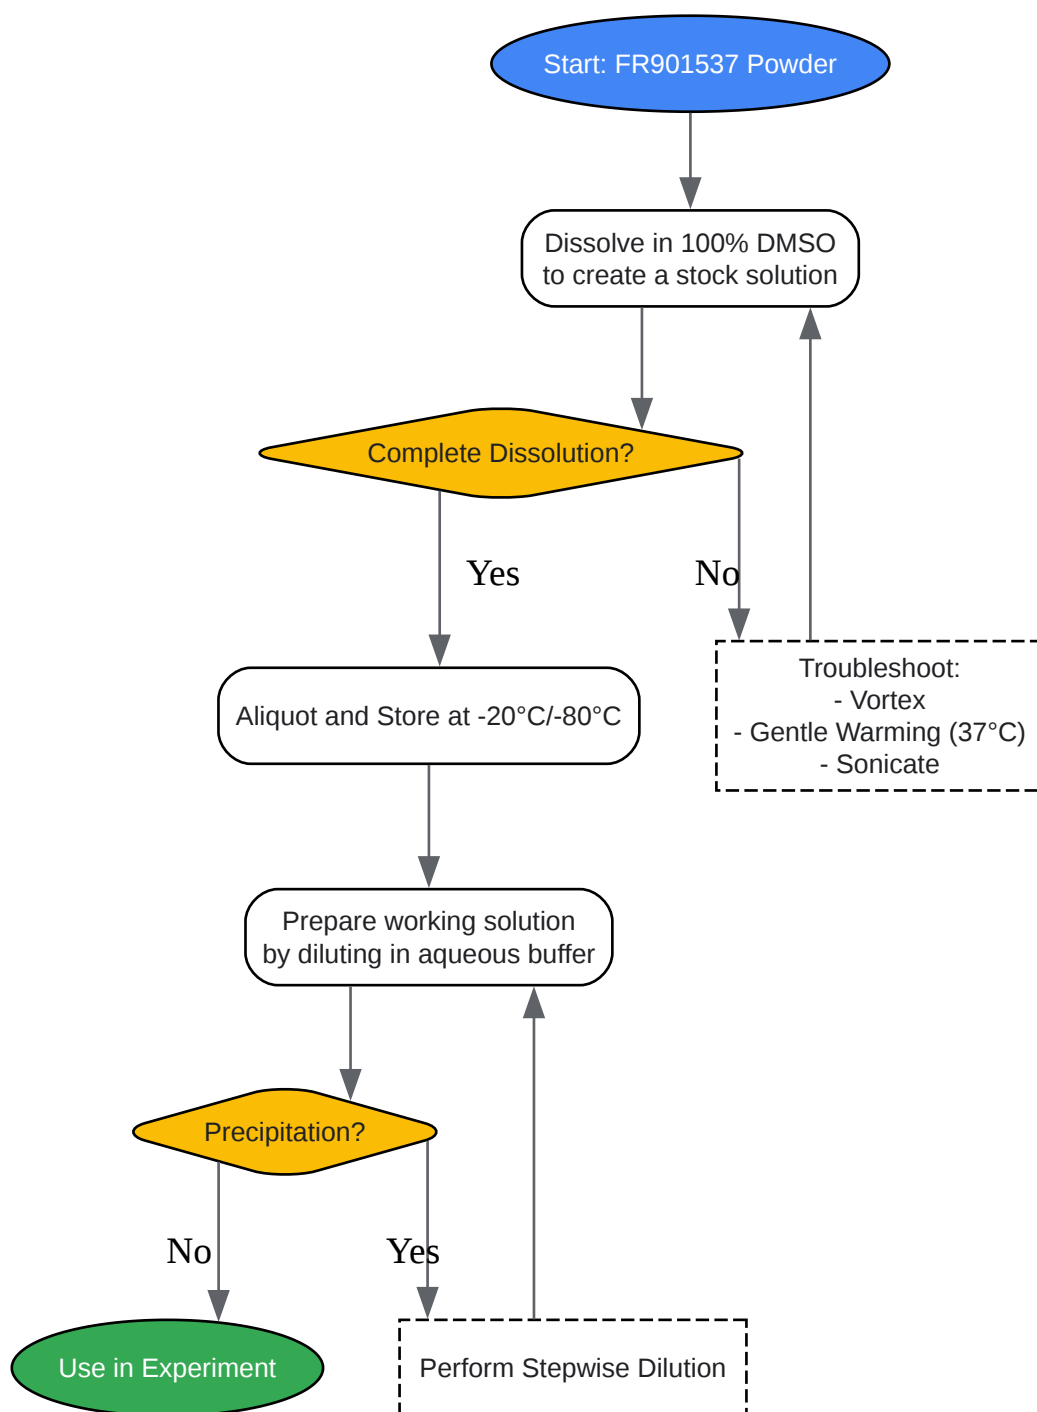 Start: FR901537 Powder
Dissolve in 100% DMSO
to create a stock solution
Complete Dissolution?
Yes
No
Troubleshoot:
- Vortex
- Gentle Warming (37°C)
- Sonicate
Aliquot and Store at -20°C/-80°C
Prepare working solution
by diluting in aqueous buffer
Precipitation?
No
Yes
Use in Experiment
Perform Stepwise Dilution